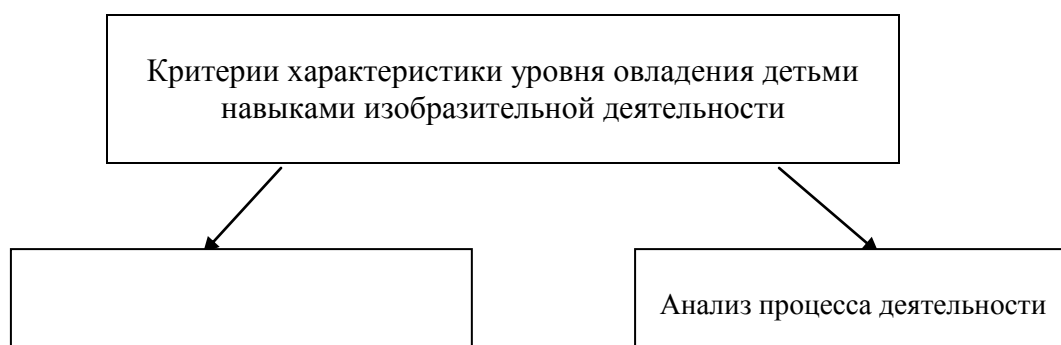 Критерии характеристики уровня овладения детьми
навыками изобразительной деятельности
Анализ процесса деятельности